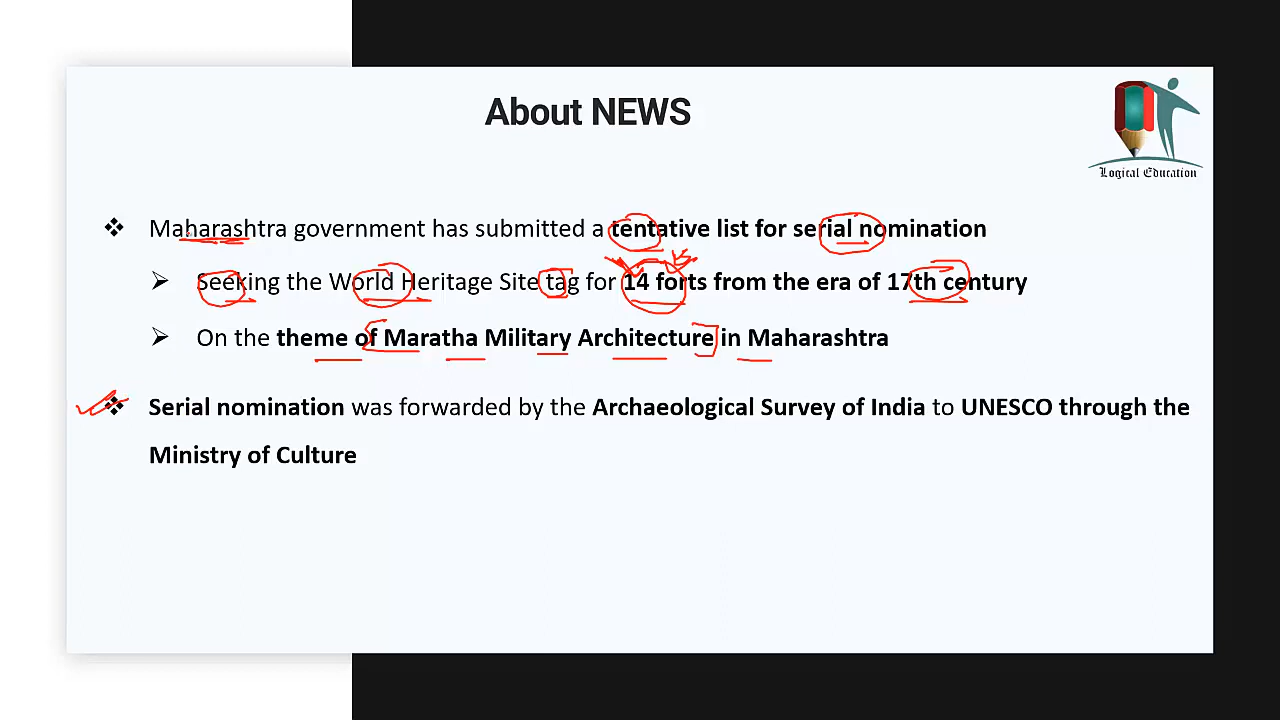 About NEWS
Logical Education
❖ Maharashtra government has submitted a tentative list for serial nomination
➢ Seeking the World Heritage Site tag for 14 forts from the era of 17th century
➢ On the theme of Maratha Military Architecture in Maharashtra
❖ Serial nomination was forwarded by the Archaeological Survey of India to UNESCO through the
Ministry of Culture